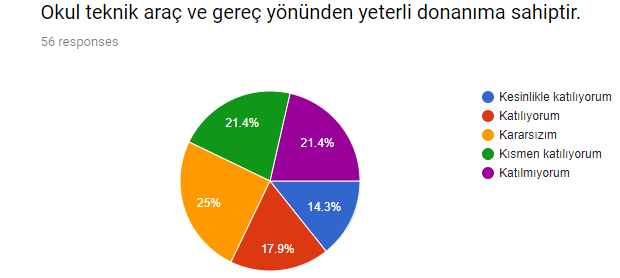 Okul teknik araç ve gereç yönünden yeterli donanıma sahiptir.
56 responses
Kesinlikle katılıyorum
Katılıyorum
Kararsızım
Kısmen katılıyorum
Katılmıyorum
21.4%
21.4%
25%
14.3%
17.9%